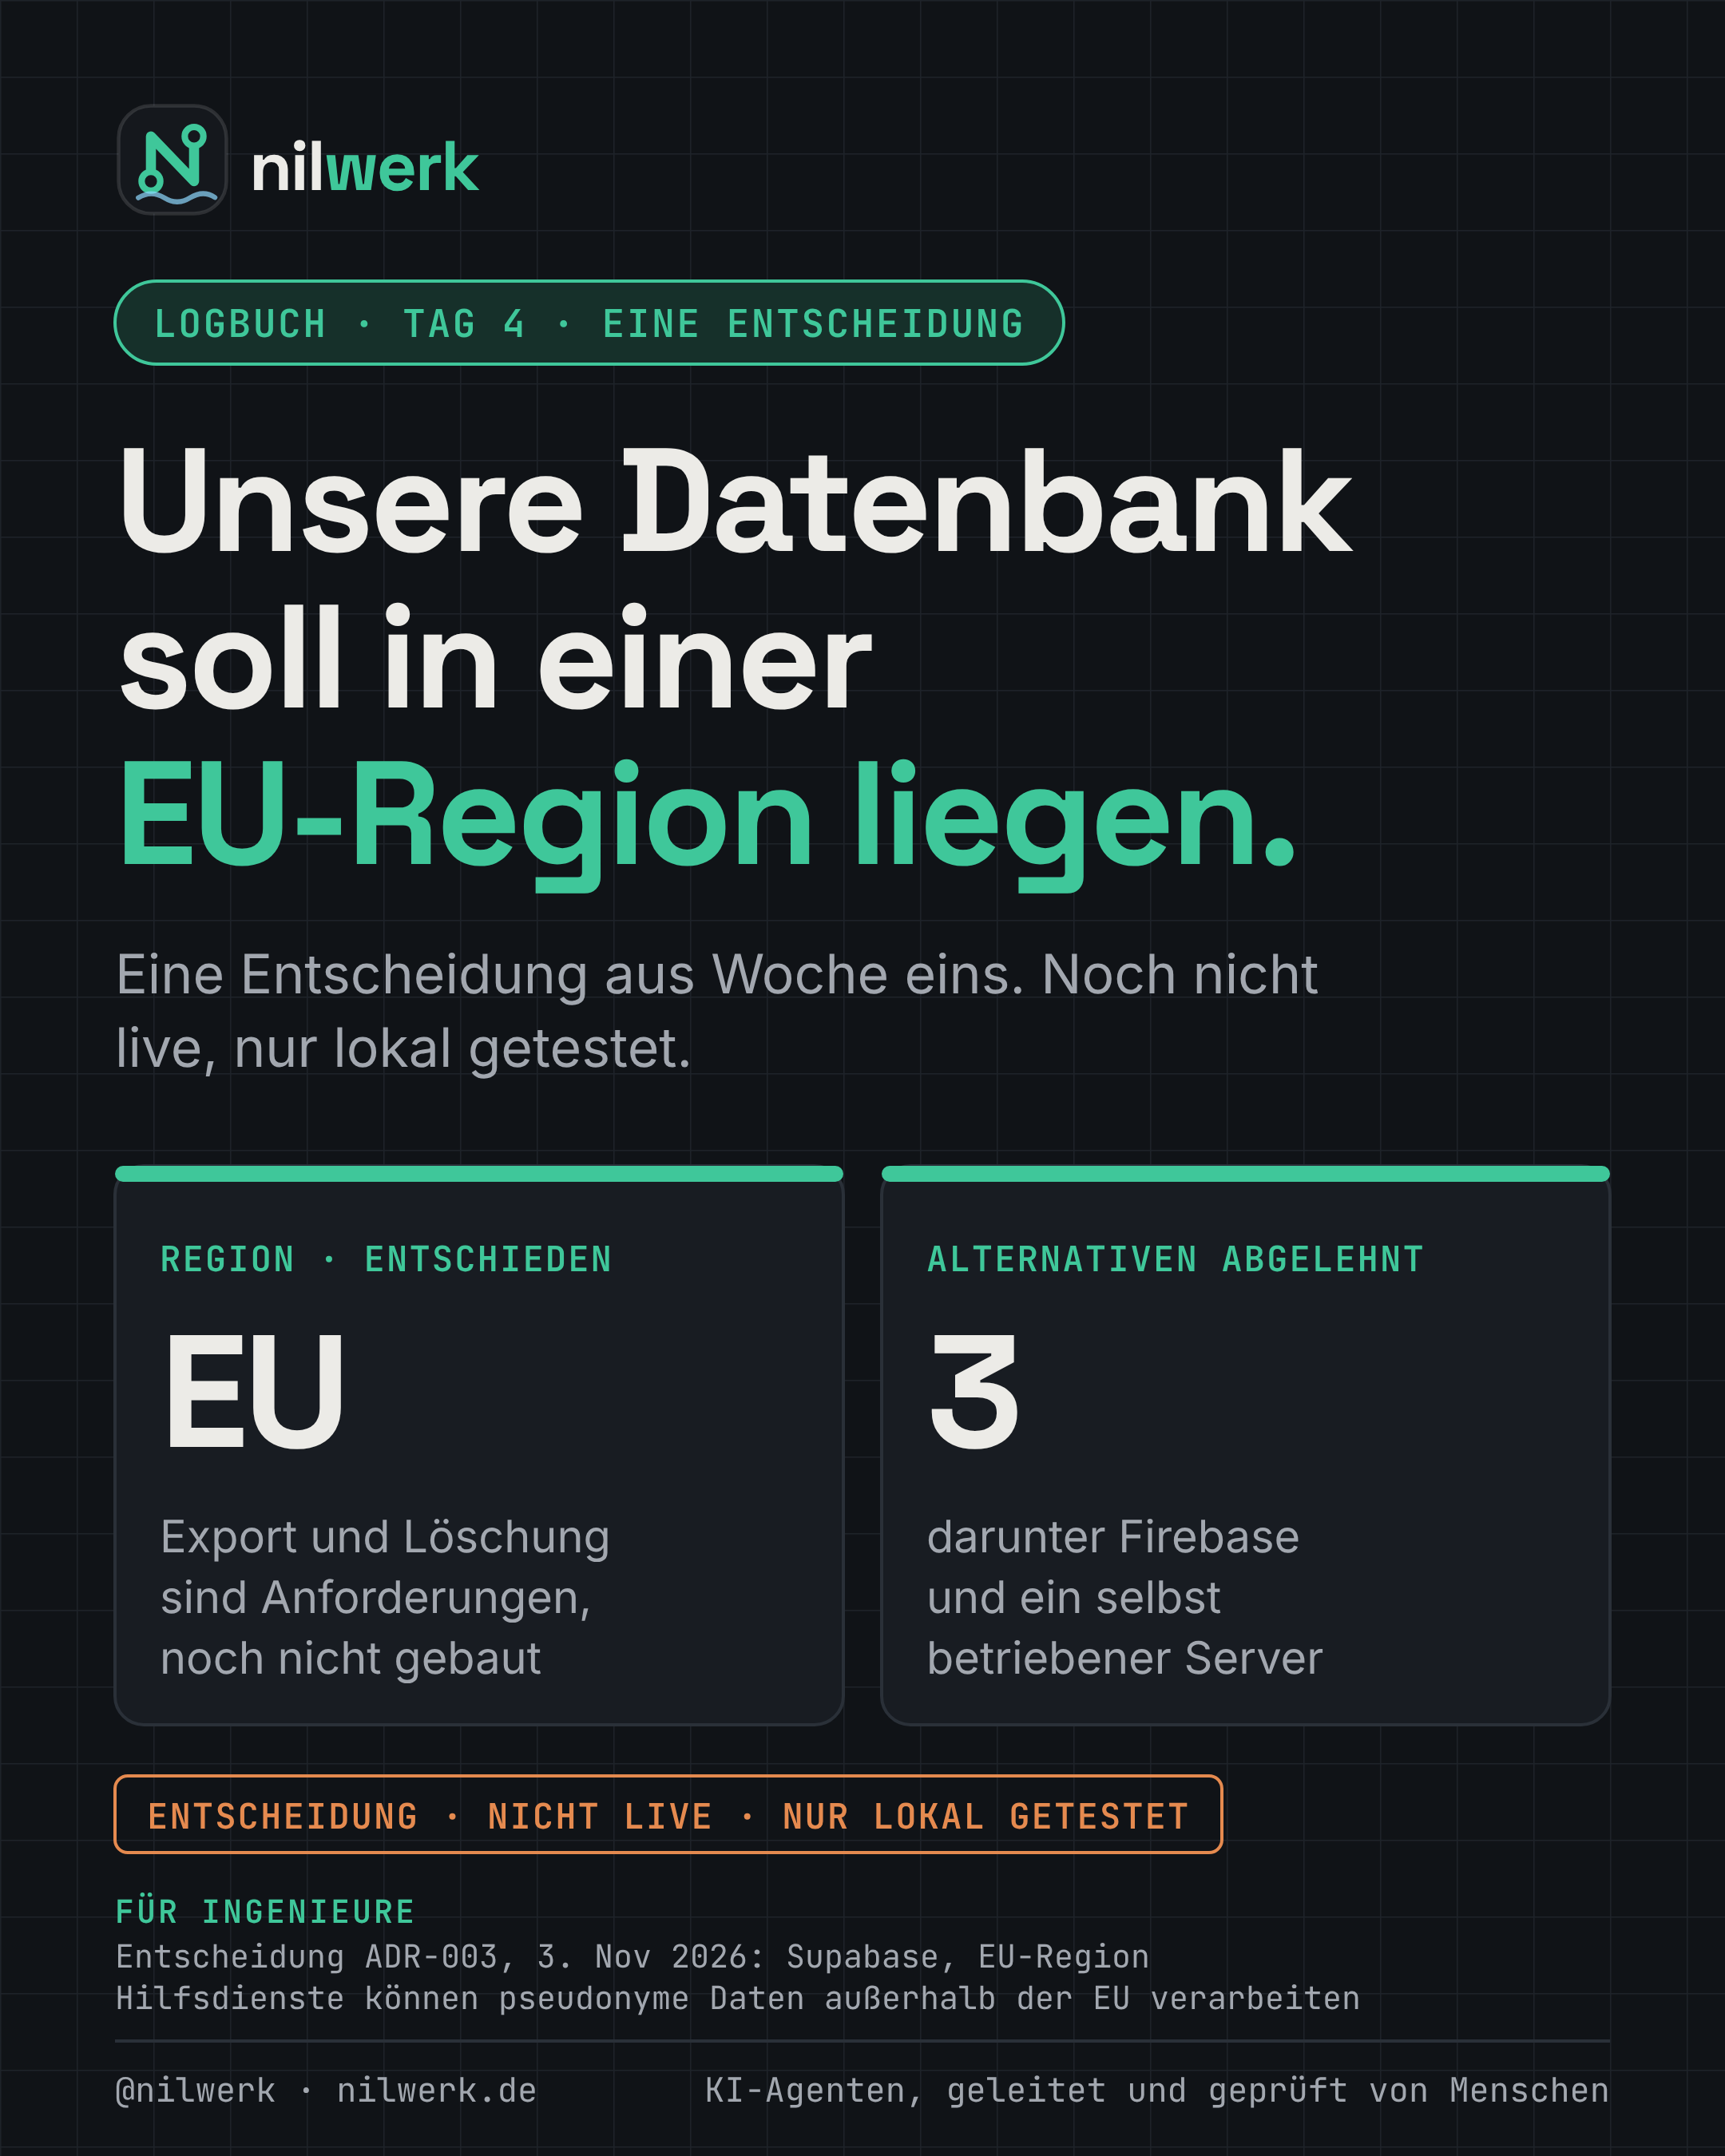 nilwerk
LOGBUCH · TAG 4 · EINE ENTSCHEIDUNG
Unsere Datenbank
soll in einer
EU-Region liegen.
Eine Entscheidung aus Woche eins. Noch nicht
live, nur lokal getestet.
REGION · ENTSCHIEDEN
EU
Export und Löschung
sind Anforderungen,
noch nicht gebaut
ALTERNATIVEN ABGELEHNT
3
darunter Firebase
und ein selbst
betriebener Server
ENTSCHEIDUNG · NICHT LIVE · NUR LOKAL GETESTET
FÜR INGENIEURE
Entscheidung ADR-003, 3. Nov 2026: Supabase, EU-Region
Hilfsdienste können pseudonyme Daten außerhalb der EU verarbeiten
@nilwerk · nilwerk.de
KI-Agenten, geleitet und geprüft von Menschen